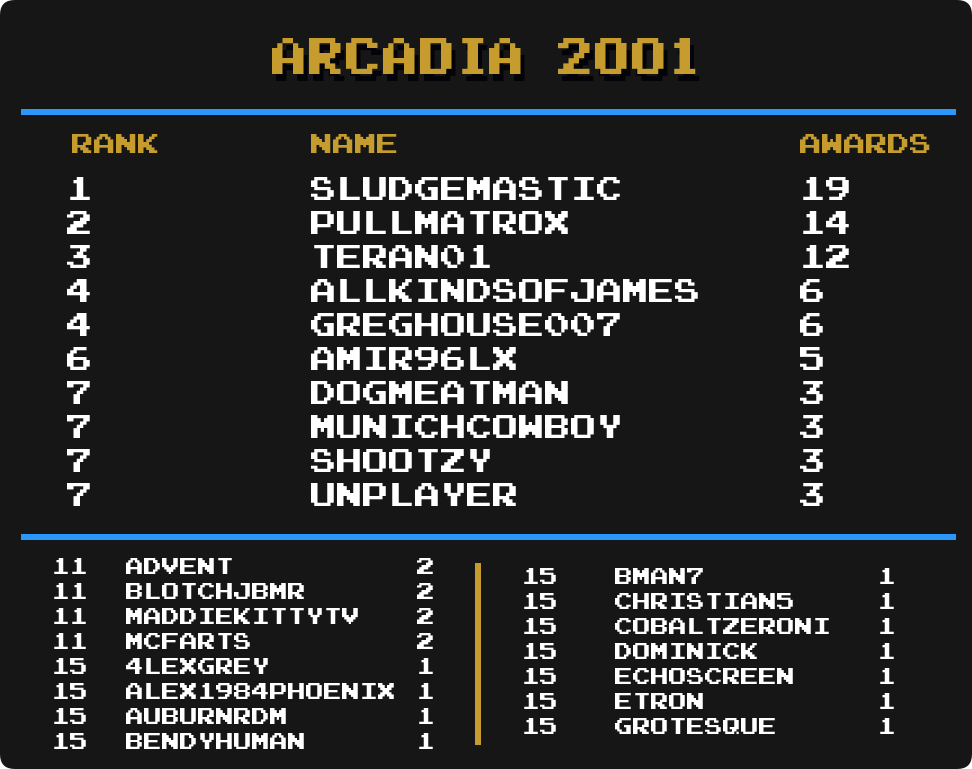 ARCADIA 2001
RANK NAME AWARDS
1 SLUDGEMASTIC 19
2 PULLMATROX 14
3 TERAN01 12
4 ALLKINDSOFJAMES 6
4 GREGHOUSE007 6
6 AMIR96LX 5
7 DOGMEATMAN 3
7 MUNICHCOWBOY 3
7 SHOOTZY 3
7 UNPLAYER 3
11 ADVENT 2
11 BLOTCHJBMR 2
11 MADDIEKITTYTV 2
11 MCFARTS 2
15 4LEXGREY 1
15 ALEX1984PHOENIX 1
15 AUBURNRDM 1
15 BENDYHUMAN 1
15 BMAN7 1
15 CHRISTIAN5 1
15 COBALTZERONI 1
15 DOMINICK 1
15 ECHOSCREEN 1
15 ETRON 1
15 GROTESQUE 1